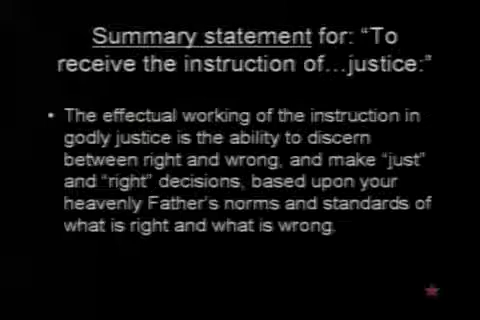 Summary statement for: “To
receive the instruction of…justice:”
• The effectual working of the instruction in
godly justice is the ability to discern
between right and wrong, and make “just”
and “right” decisions, based upon your
heavenly Father’s norms and standards of
what is right and what is wrong.